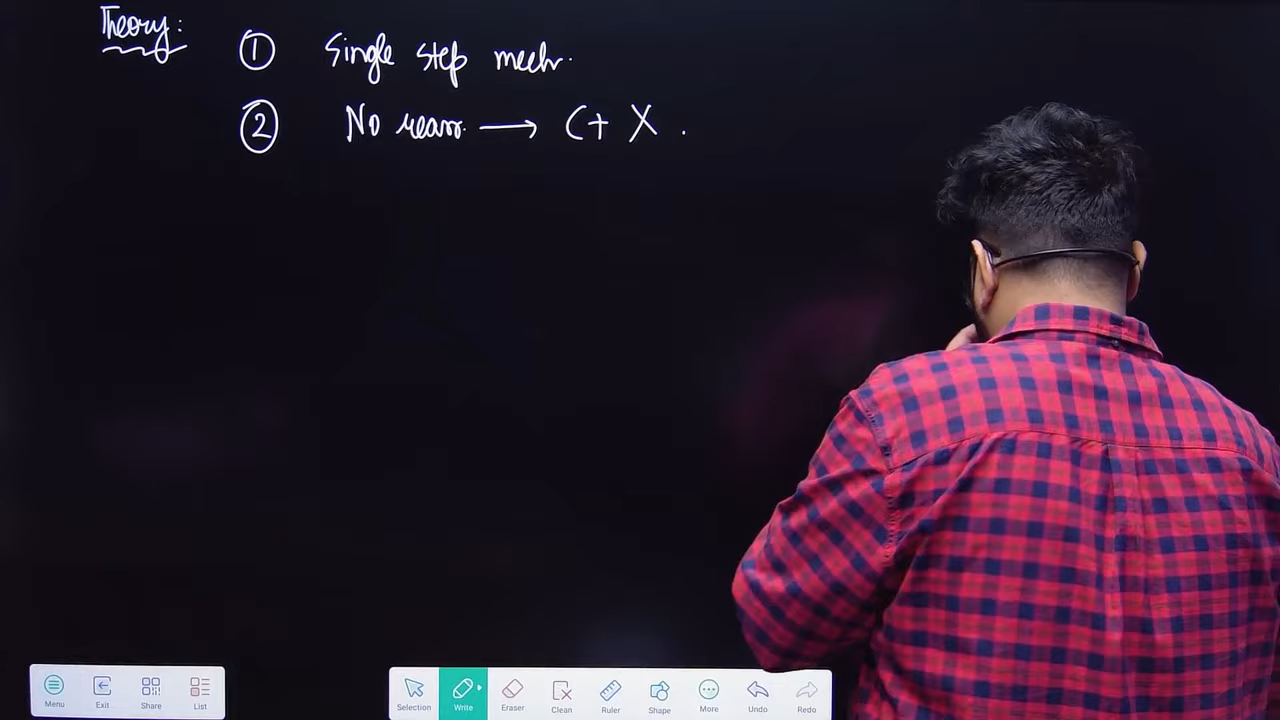 Theory:
① Single step mech.
② No rearr. → C+ X .
Menu Exit Share List
Selection Write Eraser Clean Ruler Shape More Undo Redo